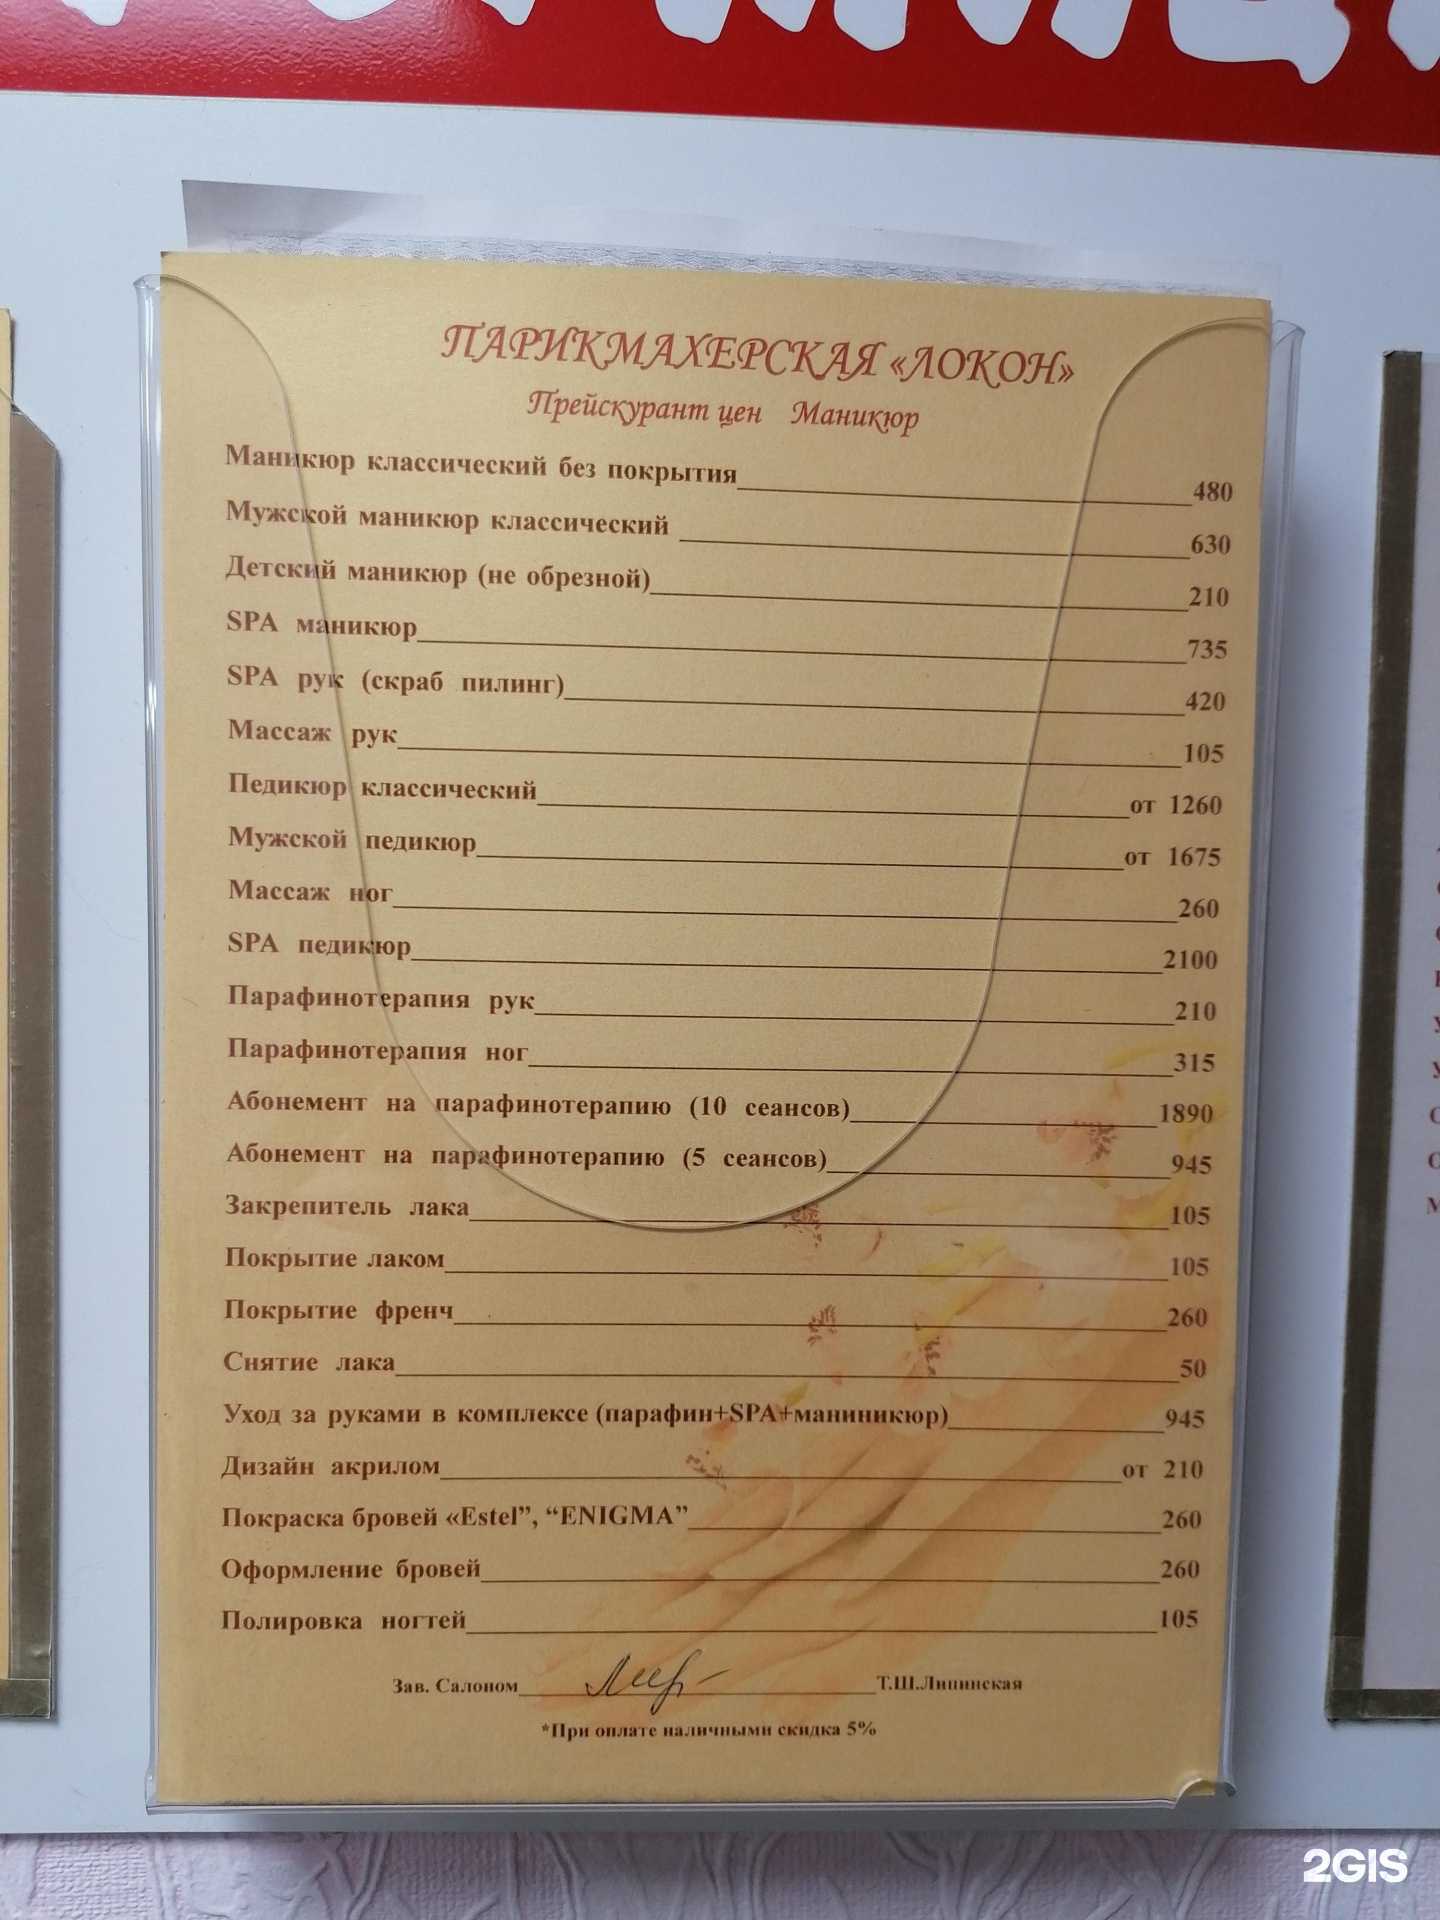 ПАРИКМАХЕРСКАЯ «ЛОКОН»
Прейскурант цен Маникюр
Маникюр классический без покрытия 480
Мужской маникюр классический 630
Детский маникюр (не обрезной) 210
SPA маникюр 735
SPA рук (скраб пилинг) 420
Массаж рук 105
Педикюр классический от 1260
Мужской педикюр от 1675
Массаж ног 260
SPA педикюр 2100
Парафинотерапия рук 210
Парафинотерапия ног 315
Абонемент на парафинотерапию (10 сеансов) 1890
Абонемент на парафинотерапию (5 сеансов) 945
Закрепитель лака 105
Покрытие лаком 105
Покрытие френч 260
Снятие лака 50
Уход за руками в комплексе (парафин+SPA+маниникюр) 945
Дизайн акрилом от 210
Покраска бровей «Estel”, “ENIGMA” 260
Оформление бровей 260
Полировка ногтей 105
Зав. Салоном Т.Ш.Липинская
*При оплате наличными скидка 5%
2GIS